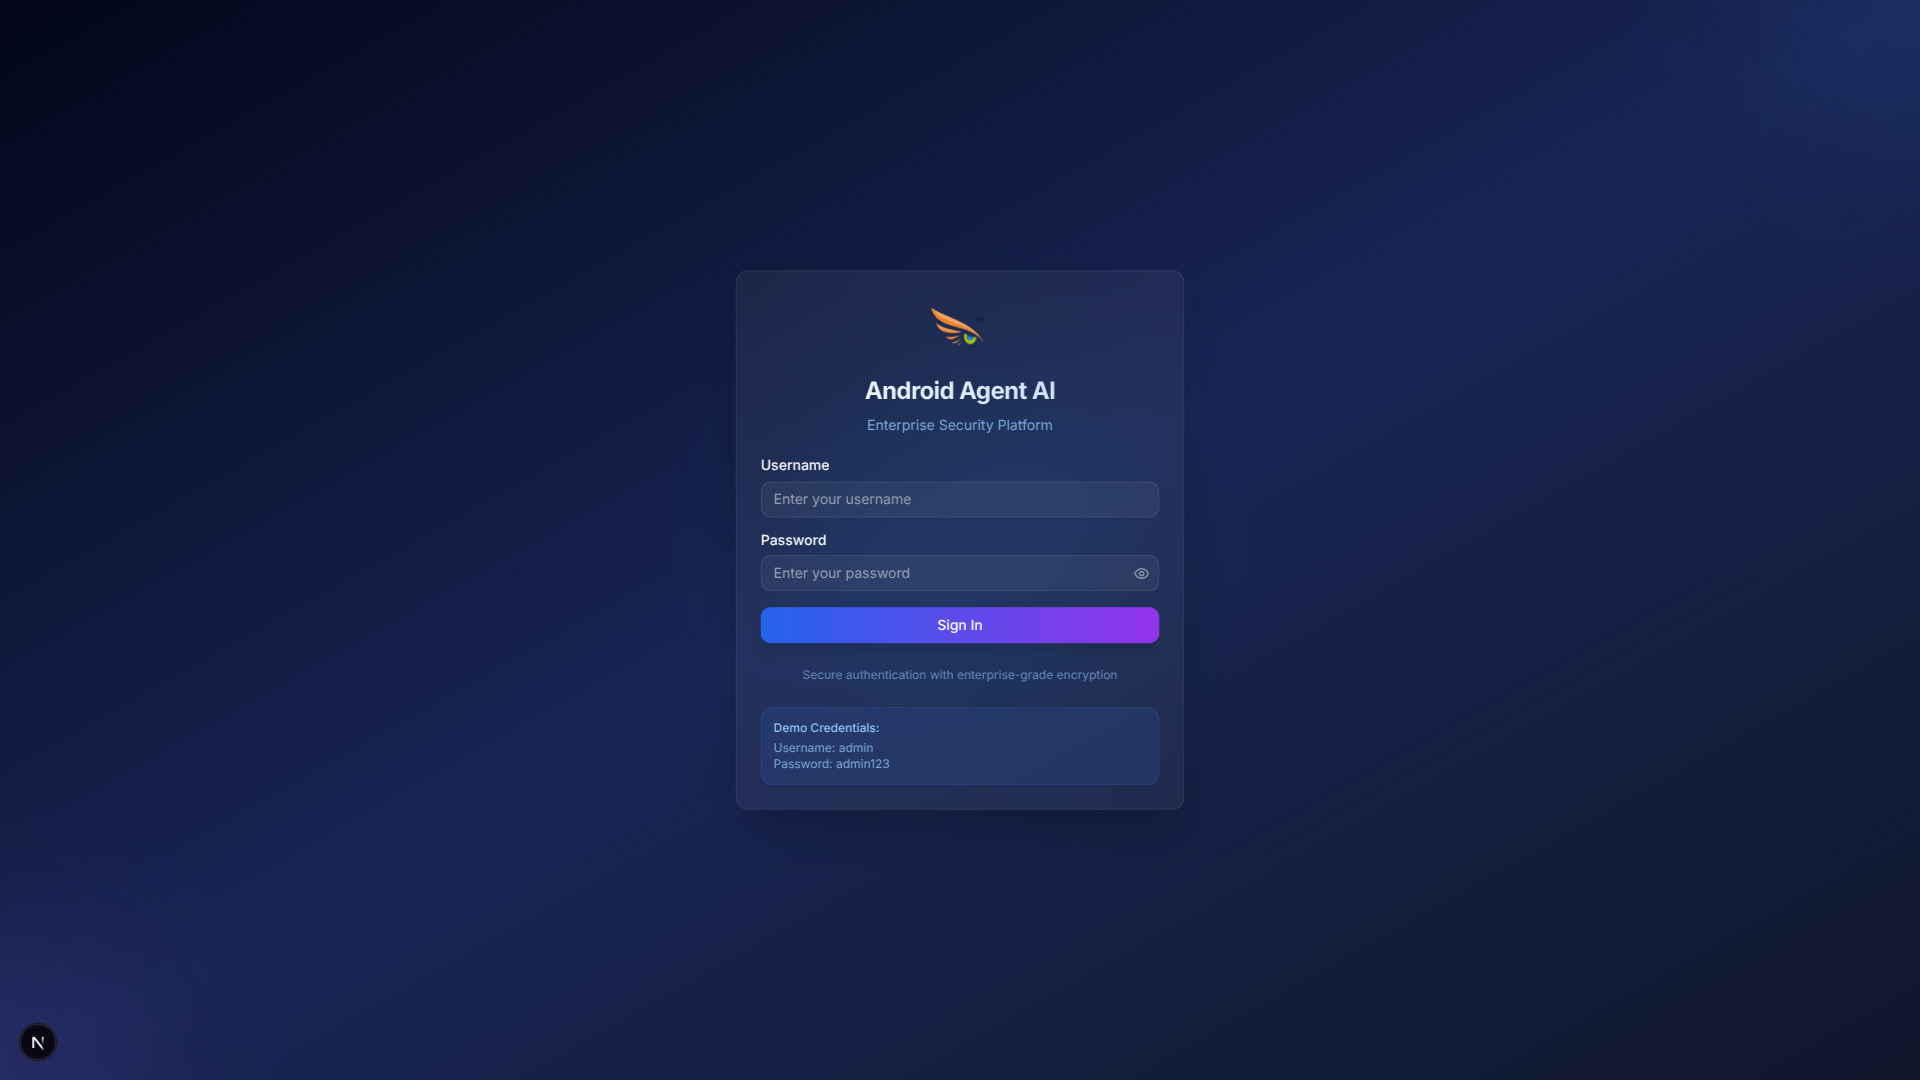 Android Agent AI
Enterprise Security Platform
Username
Enter your username
Password
Enter your password
Sign In
Secure authentication with enterprise-grade encryption
Demo Credentials:
Username: admin
Password: admin123
N